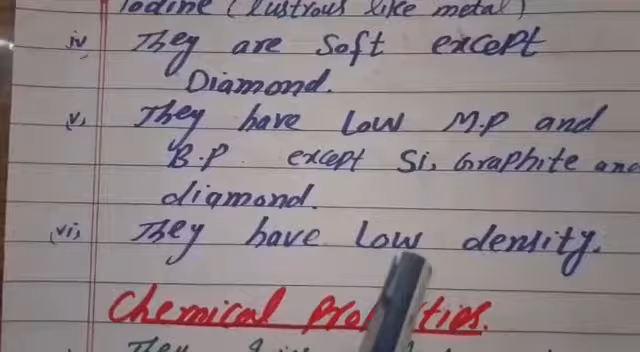 Iodine (lustrous like metal)
iv They are Soft except
Diamond.
v, They have Low M.P and
B.P. except Si, Graphite and
diamond.
(vi, They have Low density.
Chemical
They